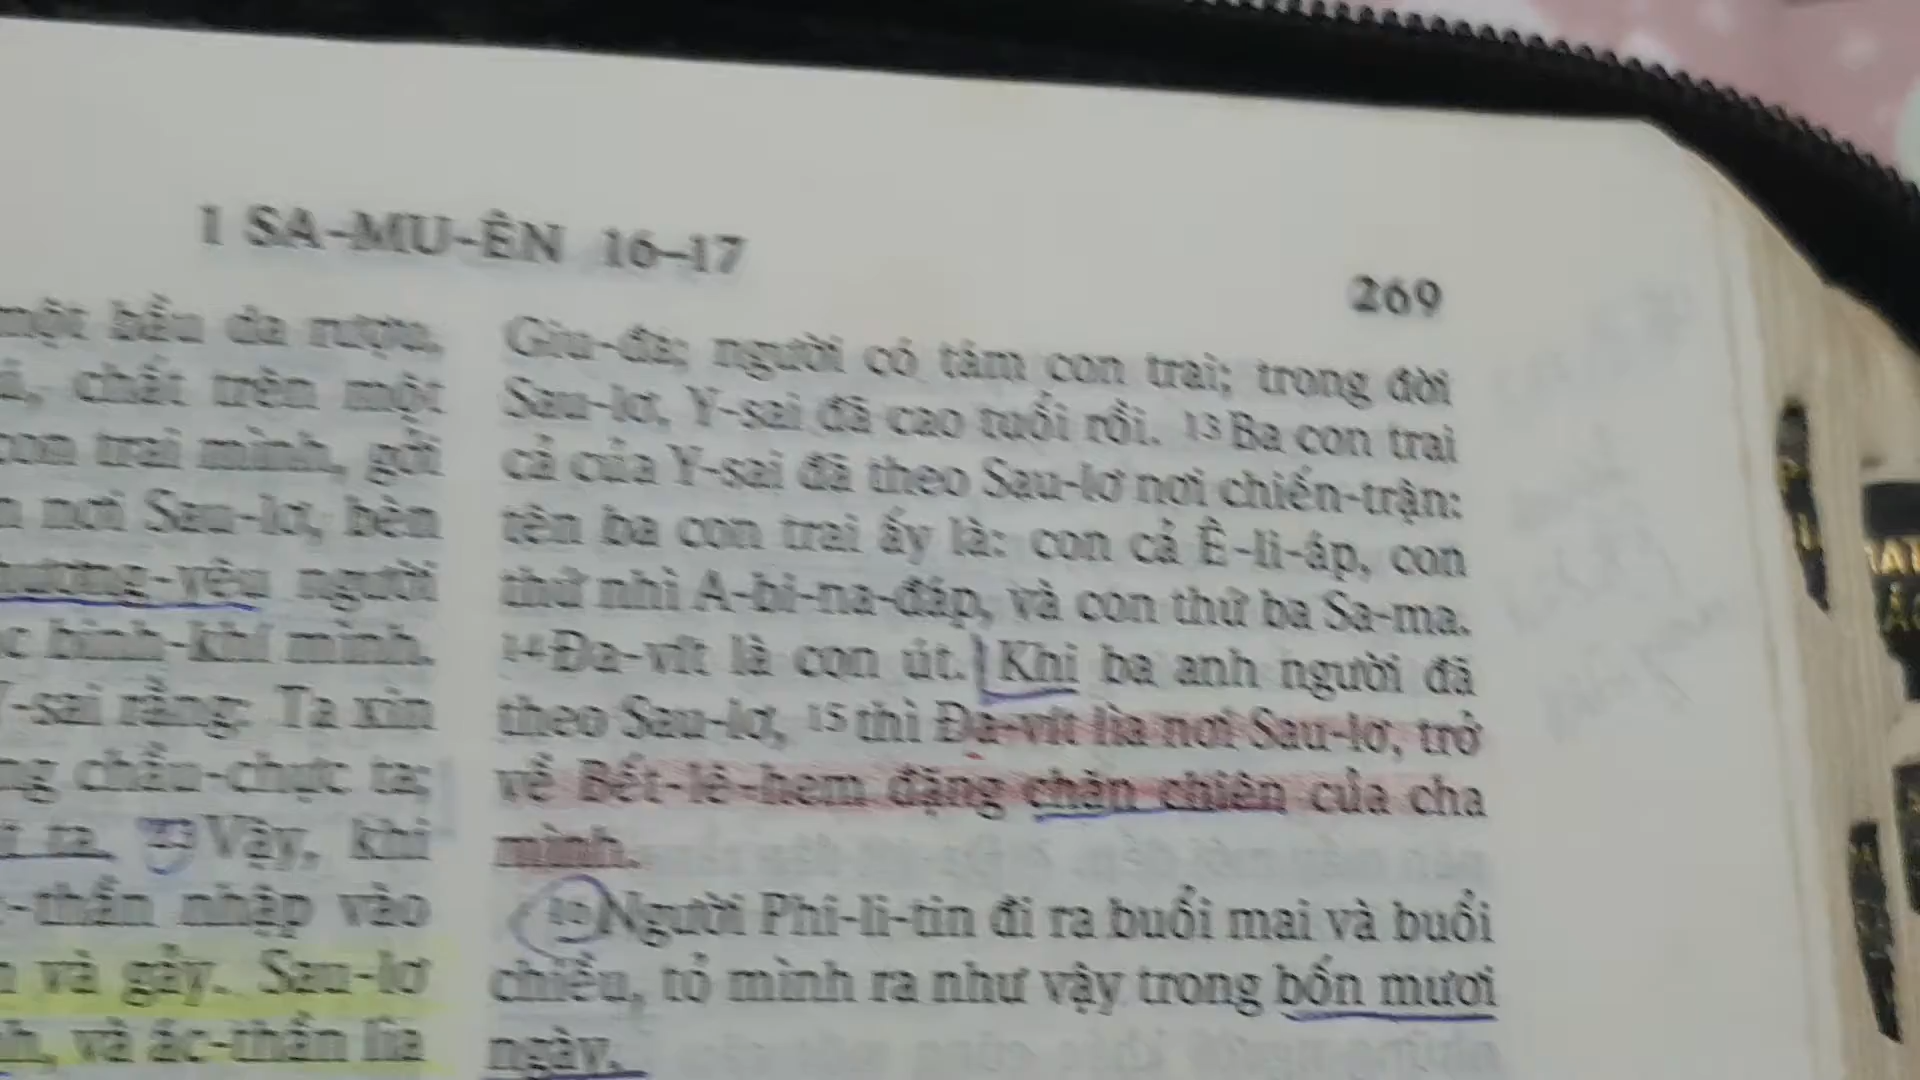 1 SA-MU-ÊN 16–17
269
một bầu da rượu,
chất trên một
con trai mình, gởi
nơi Sau-lơ, bèn
thương-yêu người
binh-khí mình.
Y-sai rằng: Ta xin
chầu-chực ta;
ra. 23 Vậy, khi
-thần nhập vào
và gảy. Sau-lơ
và ác-thần lìa
Giu-đa; người có tám con trai; trong đời
Sau-lơ, Y-sai đã cao tuổi rồi. 13 Ba con trai
cả của Y-sai đã theo Sau-lơ nơi chiến-trận:
tên ba con trai ấy là: con cả Ê-li-áp, con
thứ nhì A-bi-na-đáp, và con thứ ba Sa-ma.
14 Đa-vít là con út. Khi ba anh người đã
theo Sau-lơ, 15 thì Đa-vít lìa nơi Sau-lơ, trở
về Bết-lê-hem đặng chăn chiên của cha
mình.
16 Người Phi-li-tin đi ra buổi mai và buổi
chiều, tỏ mình ra như vậy trong bốn mươi
ngày.